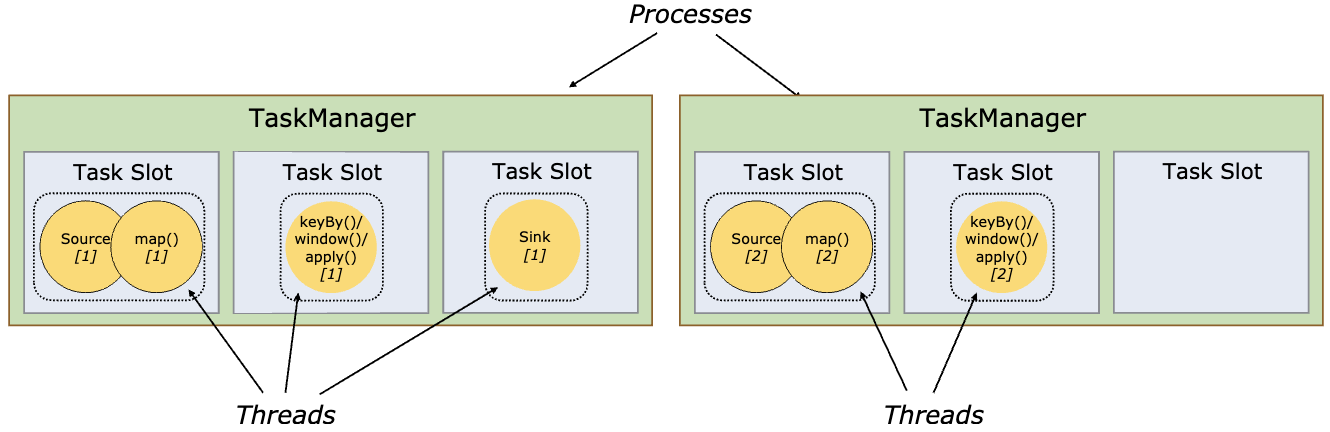 Processes
TaskManager
Task Slot
Source
[1]
map()
[1]
Task Slot
keyBy()/
window()/
apply()
[1]
Task Slot
Sink
[1]
Threads
TaskManager
Task Slot
Source
[2]
map()
[2]
Task Slot
keyBy()/
window()/
apply()
[2]
Task Slot
Threads